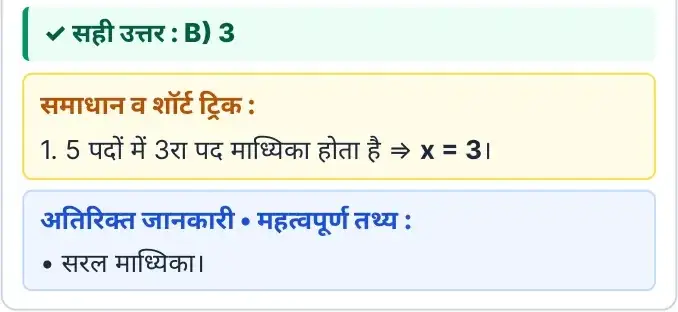 ✓ सही उत्तर : B) 3
समाधान व शॉर्ट ट्रिक :
1. 5 पदों में 3रा पद माध्यिका होता है ⇒ x = 3।
अतिरिक्त जानकारी • महत्वपूर्ण तथ्य :
• सरल माध्यिका।